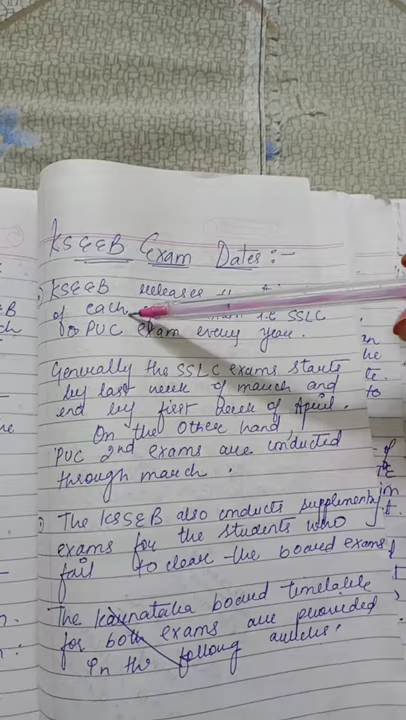 KSEEB Exam Dates:-
KSEEB releases
of each i.e SSLC
or PUC exam every year.
Generally the SSLC exams starts
by last week of march and
end by first week of April.
On the other hand,
PUC 2nd exams are conducted
through march.
The KSEEB also conducts supplementary
exams for the students who
fail to clear the board exams
The Karnataka board timetable
for both exams are provided
in the following articles.